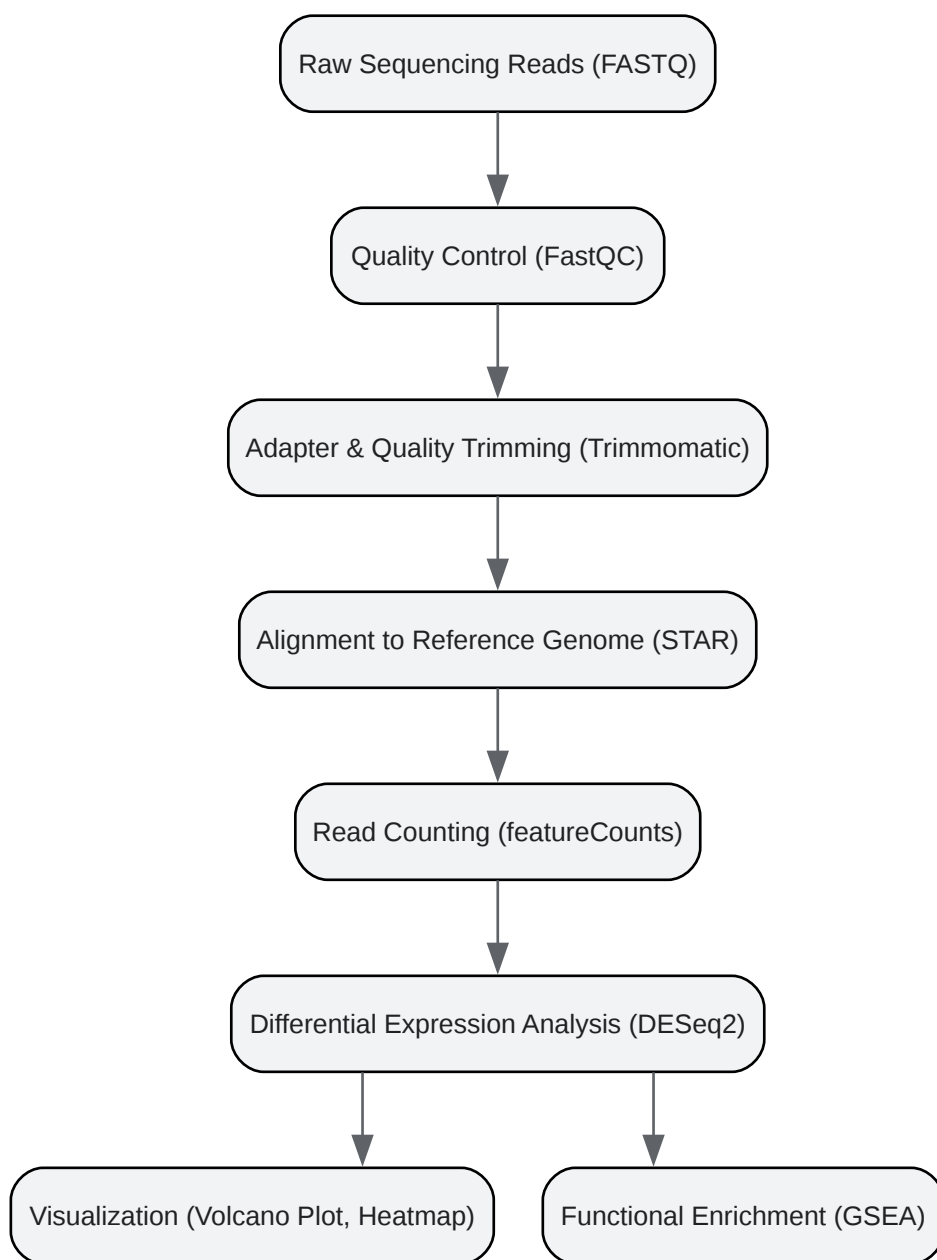 Raw Sequencing Reads (FASTQ)
Quality Control (FastQC)
Adapter & Quality Trimming (Trimmomatic)
Alignment to Reference Genome (STAR)
Read Counting (featureCounts)
Differential Expression Analysis (DESeq2)
Visualization (Volcano Plot, Heatmap)
Functional Enrichment (GSEA)